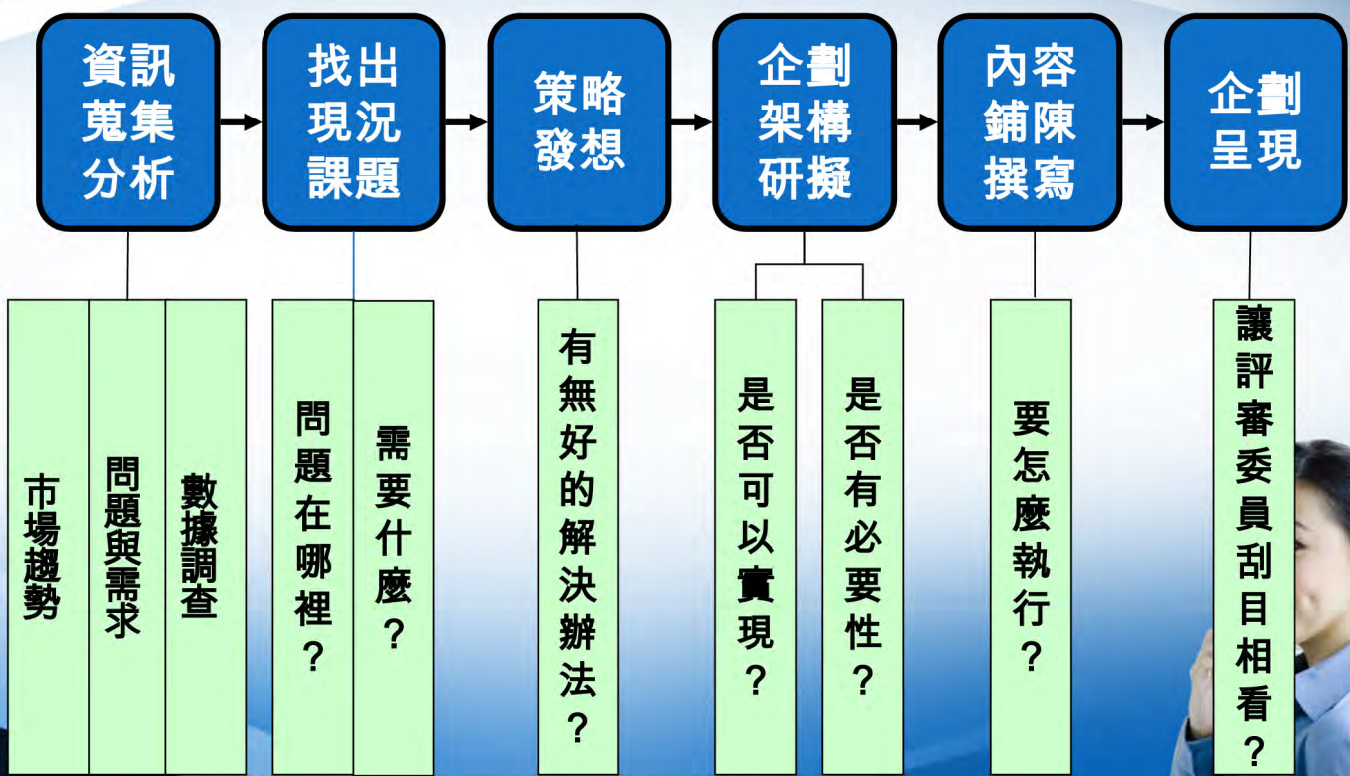 資訊
蒐集
分析
找出
現況
課題
策略
發想
企劃
架構
研擬
內容
鋪陳
撰寫
企劃
呈現
市場趨勢
問題與需求
數據調查
問題在哪裡？
需要什麼？
有無好的解決辦法？
是否可以實現？
是否有必要性？
要怎麼執行？
讓評審委員刮目相看？